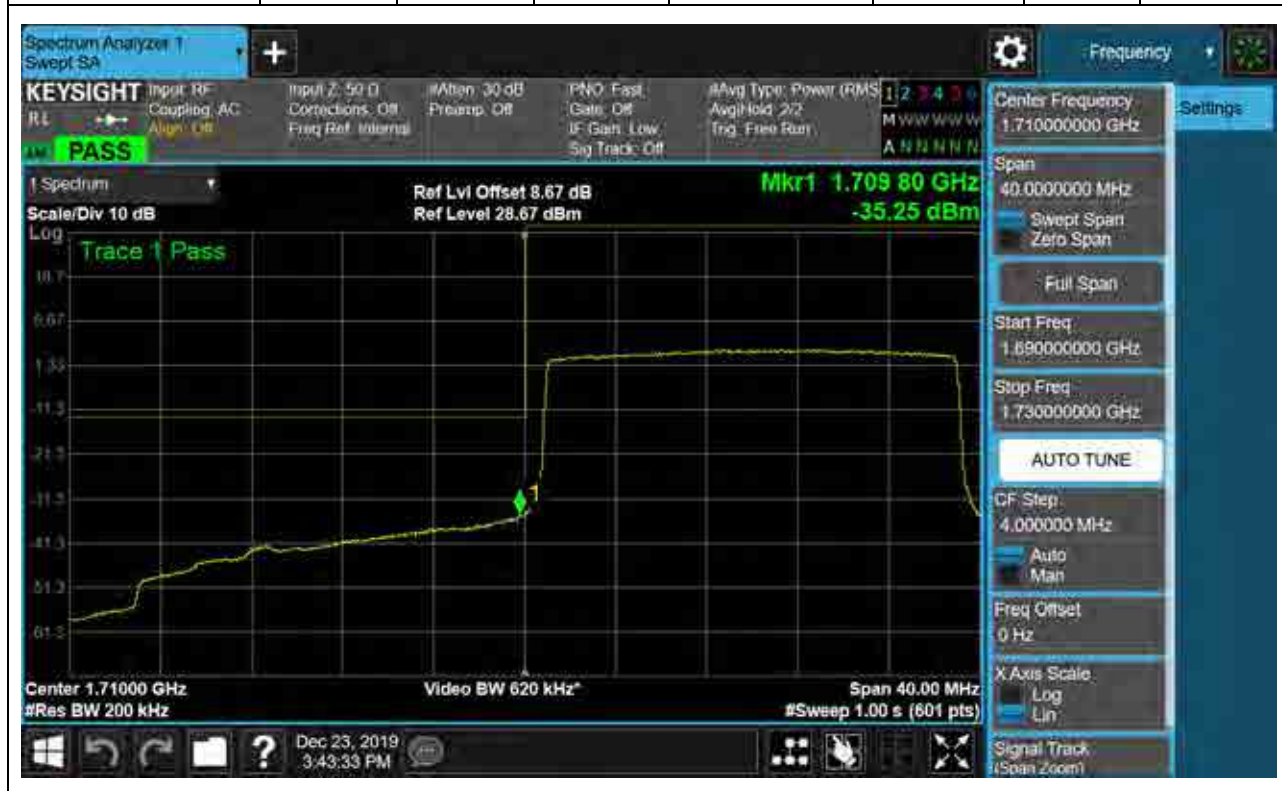 Spectrum Analyzer 1
Swept SA
+
Frequency
KEYSIGHT
RL
Input: RF
Coupling: AC
Align: Off
Input Z: 50 Ω
Corrections: Off
Freq Ref: Internal
#Atten: 30 dB
Preamp: Off
PNO: Fast
Gate: Off
IF Gain: Low
Sig Track: Off
#Avg Type: Power (RMS
Avg|Hold: 2/2
Trig: Free Run
1 2 3 4 5 6
M W W W W W W
A N N N N N N
PASS
1 Spectrum
Scale/Div 10 dB
Ref Lvl Offset 8.67 dB
Ref Level 28.67 dBm
Mkr1 1.709 80 GHz
-35.25 dBm
Log
Trace 1 Pass
18.7
8.67
-1.33
-11.3
-21.3
-31.3
-41.3
-51.3
-61.3
1
Center 1.71000 GHz
#Res BW 200 kHz
Video BW 620 kHz*
Span 40.00 MHz
#Sweep 1.00 s (601 pts)
Center Frequency
1.710000000 GHz
Settings
Span
40.0000000 MHz
Swept Span
Zero Span
Full Span
Start Freq
1.690000000 GHz
Stop Freq
1.730000000 GHz
AUTO TUNE
CF Step
4.000000 MHz
Auto
Man
Freq Offset
0 Hz
X Axis Scale
Log
Lin
Signal Track
(Span Zoom)
?
Dec 23, 2019
3:43:33 PM